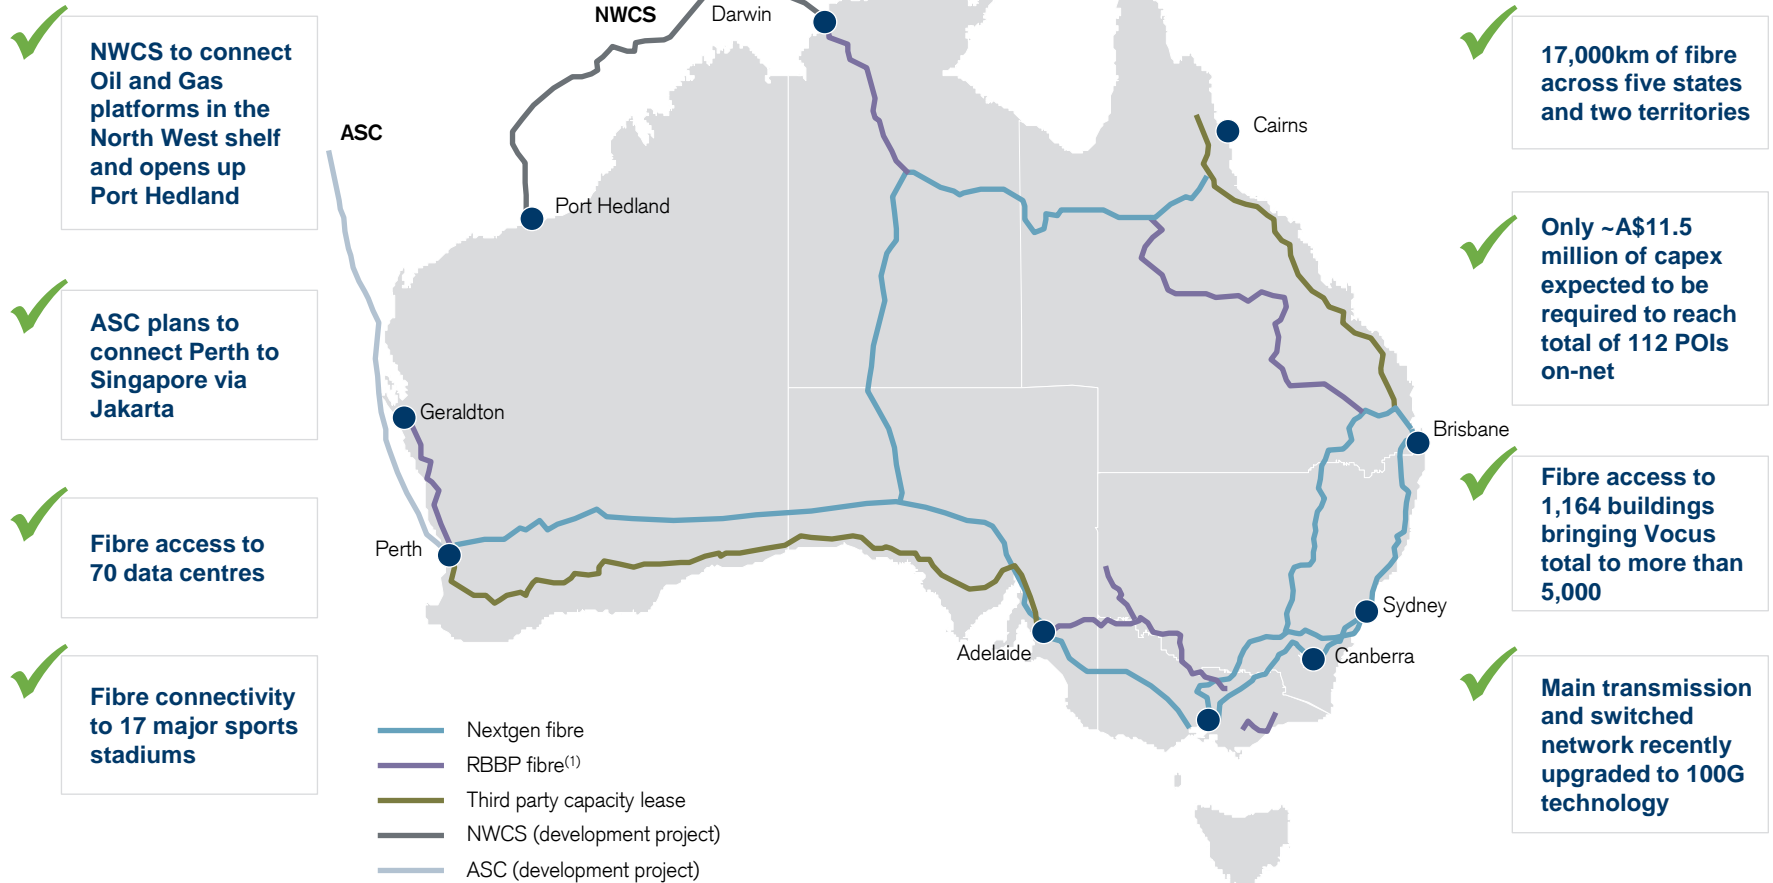 NWCS to connect
Oil and Gas
platforms in the
North West shelf
and opens up
Port Hedland
ASC plans to
connect Perth to
Singapore via
Jakarta
Fibre access to
70 data centres
Fibre connectivity
to 17 major sports
stadiums
NWCS
Darwin
ASC
Cairns
Port Hedland
Geraldton
Brisbane
Perth
Sydney
Adelaide
Canberra
Nextgen fibre
RBBP fibre(1)
Third party capacity lease
NWCS (development project)
ASC (development project)
17,000km of fibre
across five states
and two territories
Only ~A$11.5
million of capex
expected to be
required to reach
total of 112 POIs
on-net
Fibre access to
1,164 buildings
bringing Vocus
total to more than
5,000
Main transmission
and switched
network recently
upgraded to 100G
technology